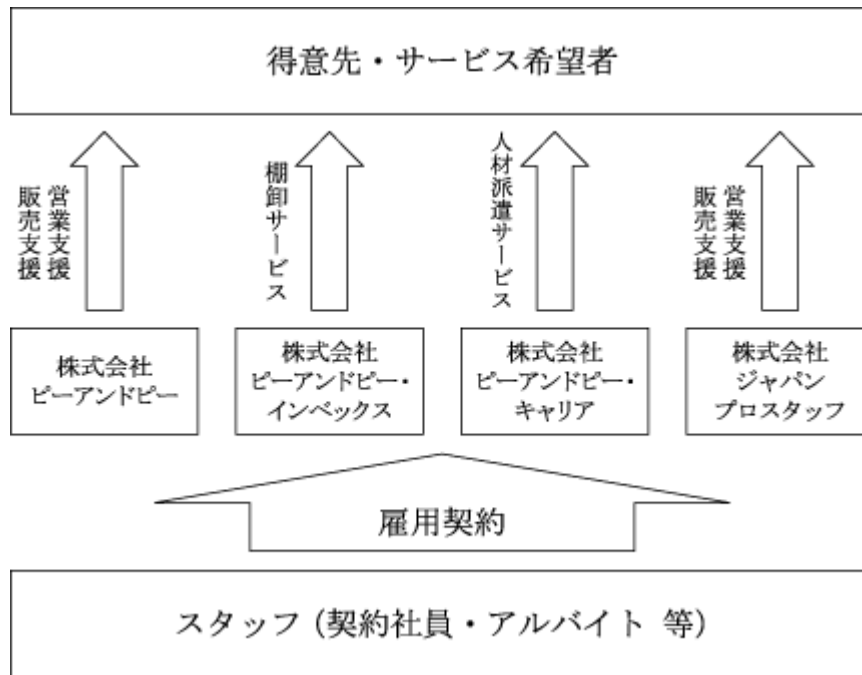 得意先・サービス希望者
営業支援
販売支援
棚卸サービス
人材派遣サービス
営業支援
販売支援
株式会社
ピーアンドピー
株式会社
ピーアンドピー・
インベックス
株式会社
ピーアンドピー・
キャリア
株式会社
ジャパン
プロスタッフ
雇用契約
スタッフ (契約社員・アルバイト 等)